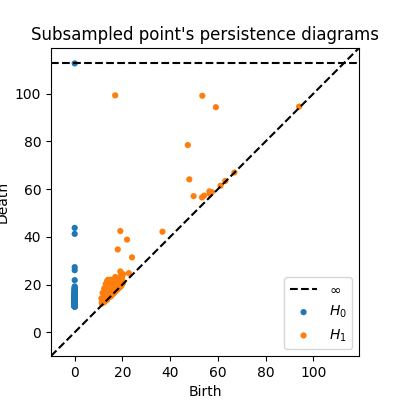 Subsampled point's persistence diagrams
100
80
60
40
20
0
Death
0 20 40 60 80 100
Birth
∞
H₀
H₁